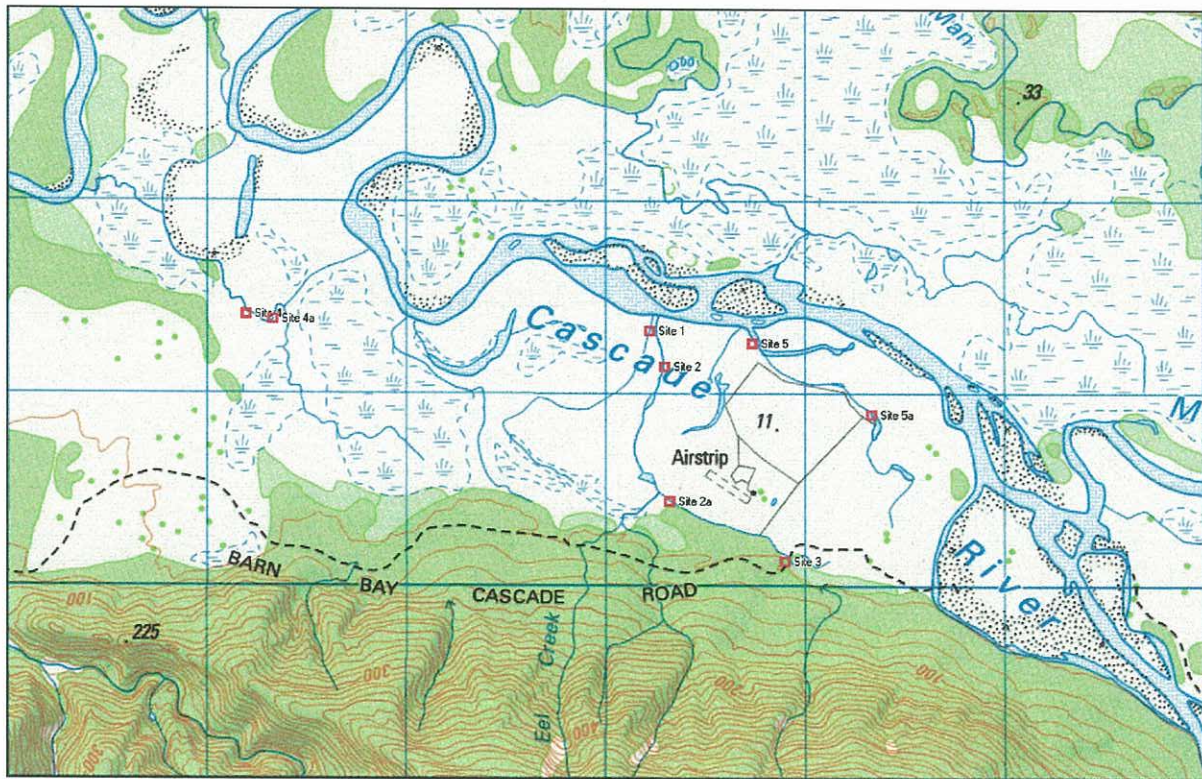 Man
.33
Site 4
Site 4a
Cascade
Site 1
Site 2
Site 5
Site 5a
M
11.
Airstrip
Site 2a
Site 3
BARN BAY CASCADE ROAD
River
100
.225
300
200
100
300
400
Eel Creek